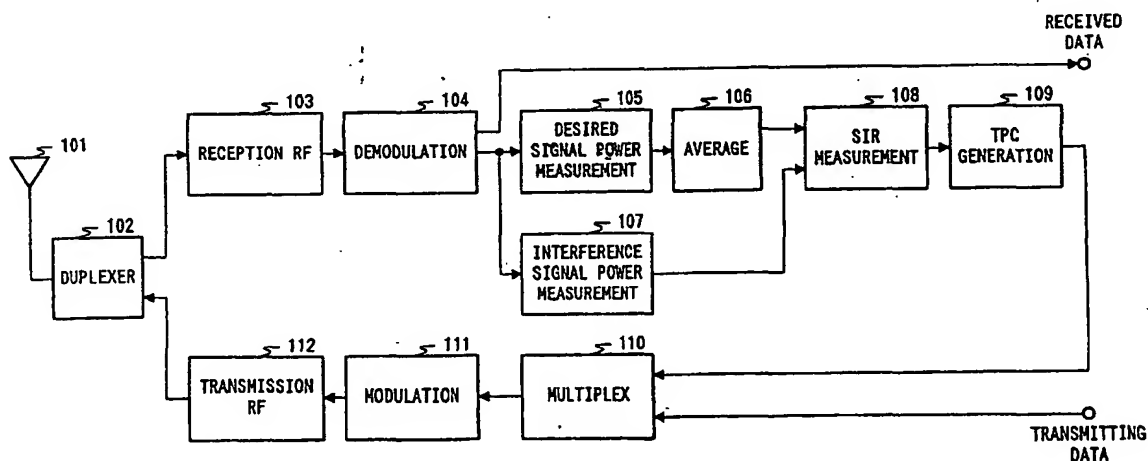 RECEIVED
DATA
103
104
105
106
108
109
RECEPTION RF
DEMODULATION
DESIRED
SIGNAL POWER
MEASUREMENT
AVERAGE
SIR
MEASUREMENT
TPC
GENERATION
101
102
DUPLEXER
107
INTERFERENCE
SIGNAL POWER
MEASUREMENT
112
111
110
TRANSMISSION
RF
MODULATION
MULTIPLEX
TRANSMITTING
DATA